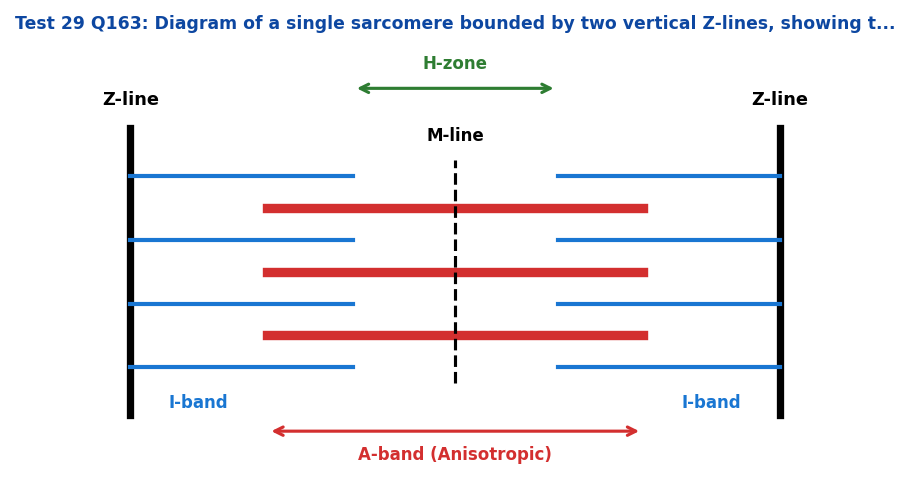 Test 29 Q163: Diagram of a single sarcomere bounded by two vertical Z-lines, showing t...
H-zone
Z-line
Z-line
M-line
I-band
I-band
A-band (Anisotropic)